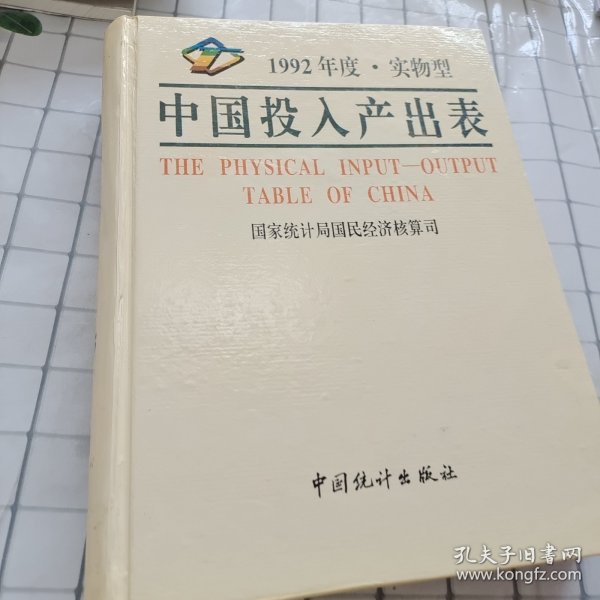 1992年度·实物型
中国投入产出表
THE PHYSICAL INPUT—OUTPUT
TABLE OF CHINA
国家统计局国民经济核算司
中国统计出版社
孔夫子旧书网
www.kongfz.com